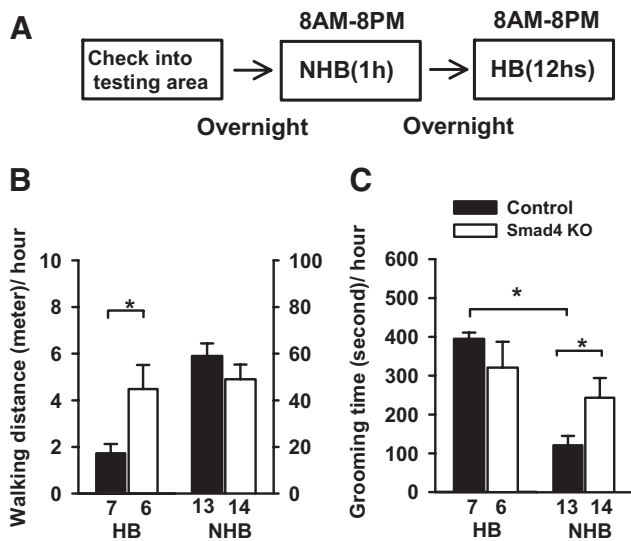 A
8AM-8PM
8AM-8PM
Check into
testing area
NHB(1h)
HB(12hs)
Overnight
Overnight
B
C
Control
Smad4 KO
Walking distance (meter)/ hour
10
8
6
4
2
0
100
80
60
40
20
0
*
7
6
13
14
HB
NHB
Grooming time (second)/ hour
600
500
400
300
200
100
0
*
*
7
6
13
14
HB
NHB